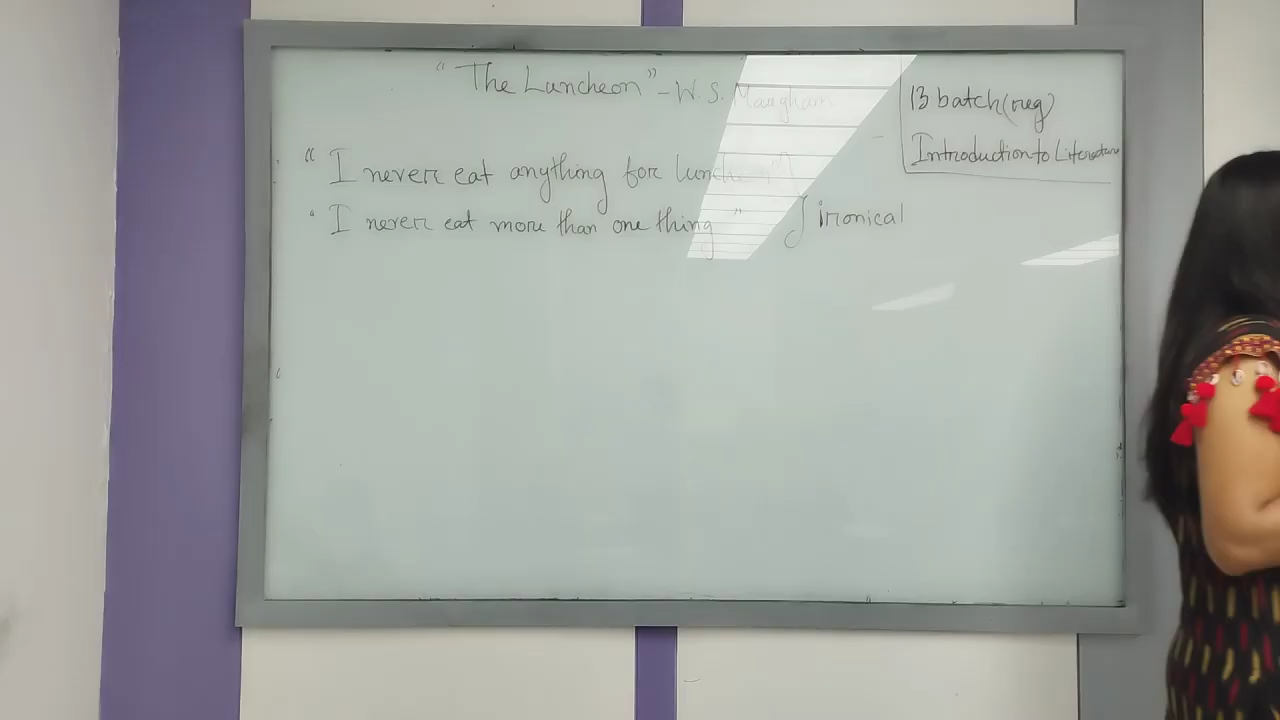 "The Luncheon" - W. S. Maugham
13 batch (reg)
Introduction to Literature
"I never eat anything for luncheon"
"I never eat more than one thing" } ironical